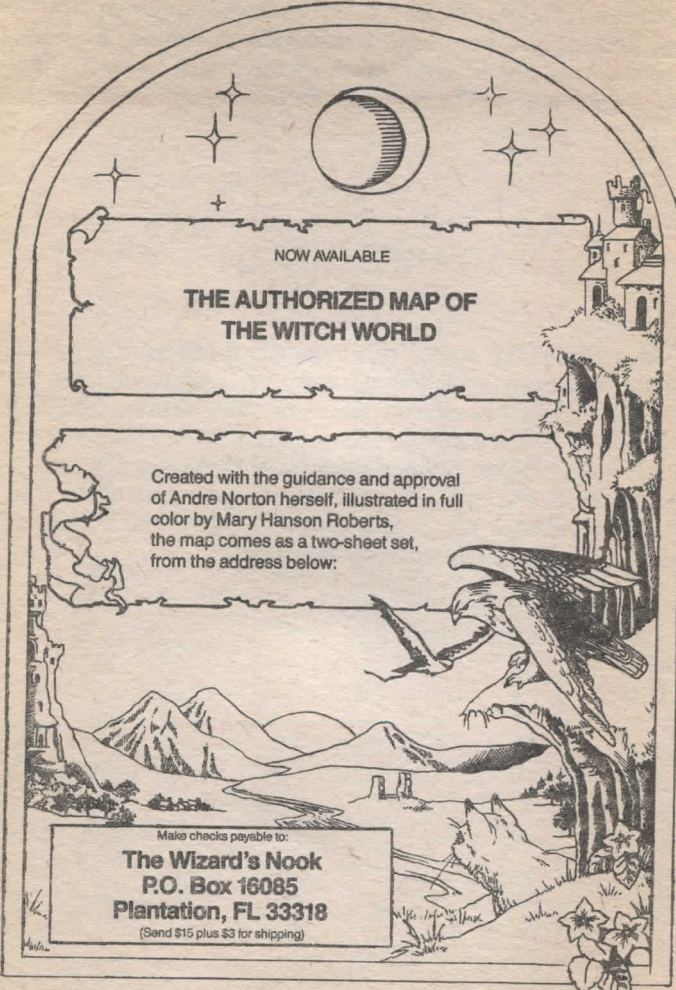 NOW AVAILABLE
THE AUTHORIZED MAP OF
THE WITCH WORLD
Created with the guidance and approval
of Andre Norton herself, illustrated in full
color by Mary Hanson Roberts,
the map comes as a two-sheet set,
from the address below:
Make checks payable to:
The Wizard's Nook
P.O. Box 16085
Plantation, FL 33318
(Send $15 plus $3 for shipping)